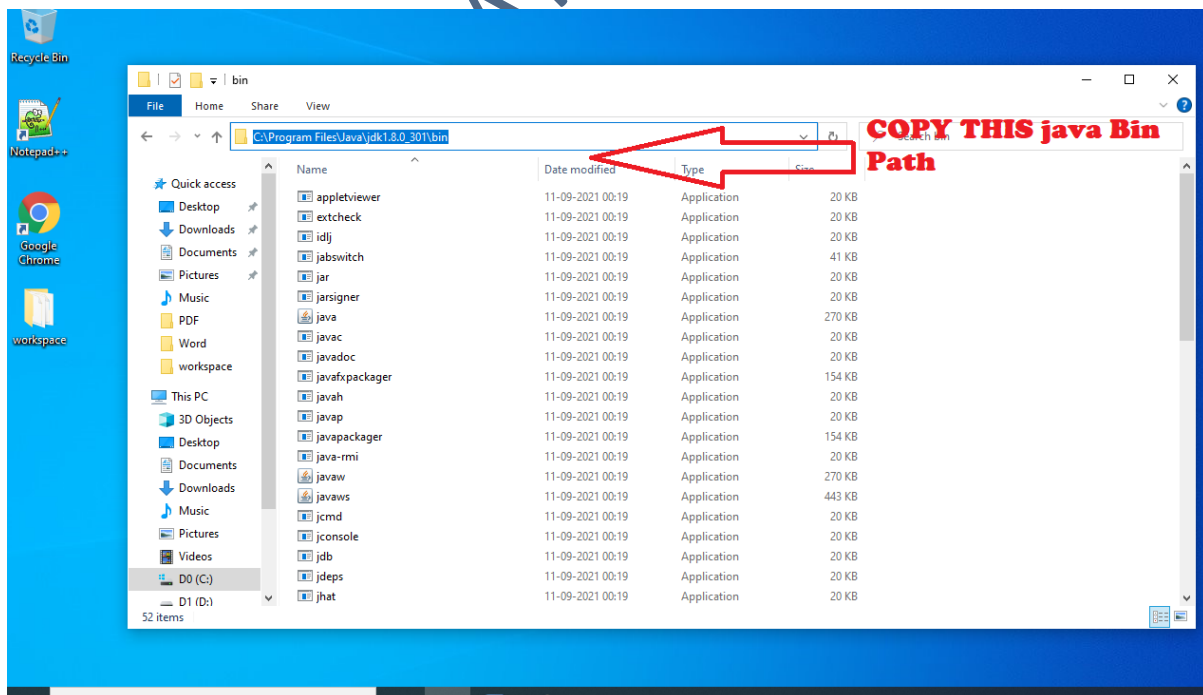 Recycle Bin
Notepad++
Google
Chrome
workspace
bin
File Home Share View
C:\Program Files\Java\jdk1.8.0_301\bin
COPY THIS java Bin
Path
Name Date modified Type Size
Quick access
Desktop
Downloads
Documents
Pictures
Music
PDF
Word
workspace
This PC
3D Objects
Desktop
Documents
Downloads
Music
Pictures
Videos
D0 (C:)
D1 (D:)
appletviewer 11-09-2021 00:19 Application 20 KB
extcheck 11-09-2021 00:19 Application 20 KB
idlj 11-09-2021 00:19 Application 20 KB
jabswitch 11-09-2021 00:19 Application 41 KB
jar 11-09-2021 00:19 Application 20 KB
jarsigner 11-09-2021 00:19 Application 20 KB
java 11-09-2021 00:19 Application 270 KB
javac 11-09-2021 00:19 Application 20 KB
javadoc 11-09-2021 00:19 Application 20 KB
javafxpackager 11-09-2021 00:19 Application 154 KB
javah 11-09-2021 00:19 Application 20 KB
javap 11-09-2021 00:19 Application 20 KB
javapackager 11-09-2021 00:19 Application 154 KB
java-rmi 11-09-2021 00:19 Application 20 KB
javaw 11-09-2021 00:19 Application 270 KB
javaws 11-09-2021 00:19 Application 443 KB
jcmd 11-09-2021 00:19 Application 20 KB
jconsole 11-09-2021 00:19 Application 20 KB
jdb 11-09-2021 00:19 Application 20 KB
jdeps 11-09-2021 00:19 Application 20 KB
jhat 11-09-2021 00:19 Application 20 KB
52 items